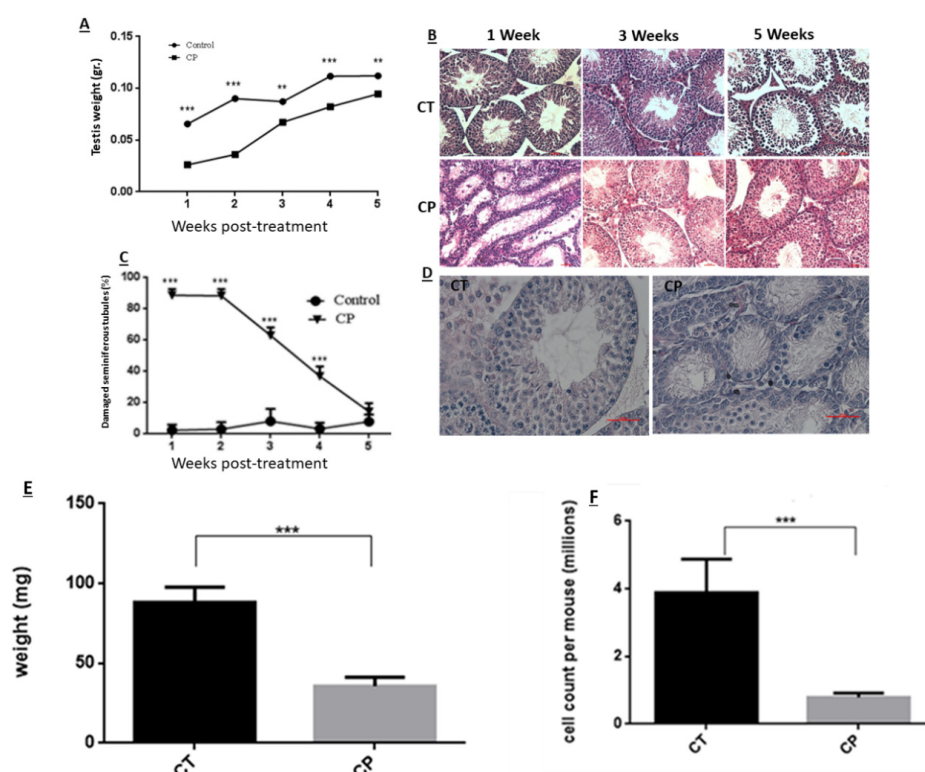 A
Control
CP
Testis weight (gr.)
0.15
0.10
0.05
0.00
*** *** ** *** **
1 2 3 4 5
Weeks post-treatment
B
1 Week 3 Weeks 5 Weeks
CT
CP
C
Damaged seminiferoustubules (%)
100
80
60
40
20
0
*** *** *** ***
Control
CP
1 2 3 4 5
Weeks post-treatment
D
CT CP
E
weight (mg)
150
100
50
0
***
CT CP
F
cell count per mouse (millions)
6
4
2
0
***
CT CP